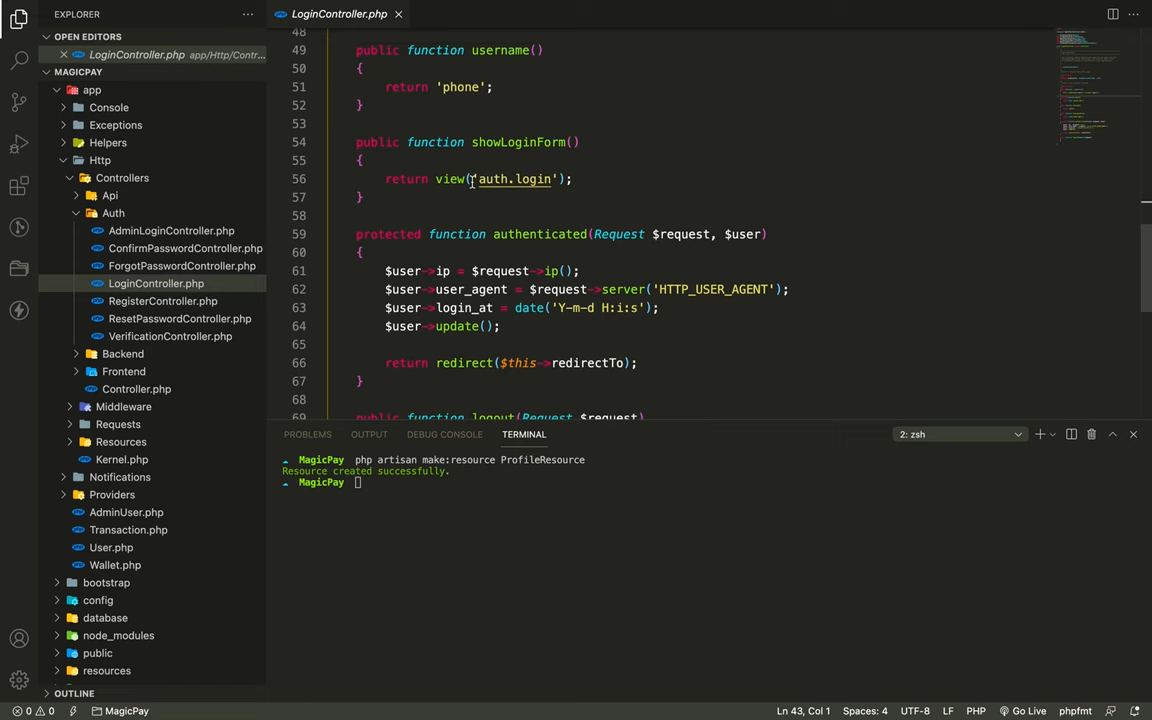 EXPLORER
OPEN EDITORS
LoginController.php app/Http/Contr...
MAGICPAY
app
Console
Exceptions
Helpers
Http
Controllers
Api
Auth
AdminLoginController.php
ConfirmPasswordController.php
ForgotPasswordController.php
LoginController.php
RegisterController.php
ResetPasswordController.php
VerificationController.php
Backend
Frontend
Controller.php
Middleware
Requests
Resources
Kernel.php
Notifications
Providers
AdminUser.php
Transaction.php
User.php
Wallet.php
bootstrap
config
database
node_modules
public
resources
OUTLINE
LoginController.php
48
49 public function username()
50 {
51 return 'phone';
52 }
53
54 public function showLoginForm()
55 {
56 return view('auth.login');
57 }
58
59 protected function authenticated(Request $request, $user)
60 {
61 $user->ip = $request->ip();
62 $user->user_agent = $request->server('HTTP_USER_AGENT');
63 $user->login_at = date('Y-m-d H:i:s');
64 $user->update();
65
66 return redirect($this->redirectTo);
67 }
68
69 public function logout(Request $request)
PROBLEMS OUTPUT DEBUG CONSOLE TERMINAL 2: zsh
MagicPay php artisan make:resource ProfileResource
Resource created successfully.
MagicPay
0 0 MagicPay Ln 43, Col 1 Spaces: 4 UTF-8 LF PHP Go Live phpfmt